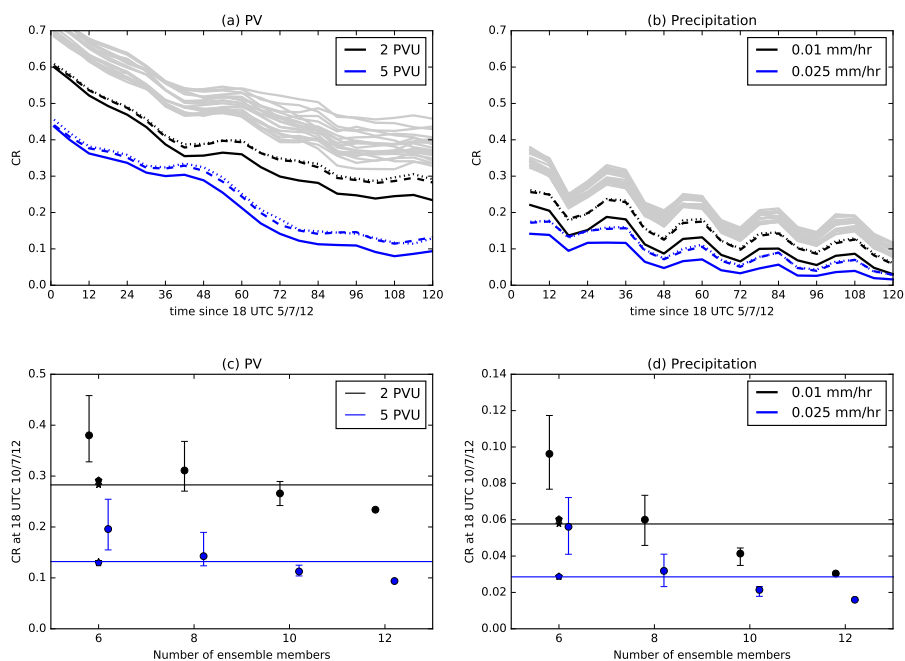 (a) PV
0.7
0.6
0.5
0.4
0.3
0.2
0.1
0.0
CR
2 PVU
5 PVU
0 12 24 36 48 60 72 84 96 108 120
time since 18 UTC 5/7/12
(b) Precipitation
0.7
0.6
0.5
0.4
0.3
0.2
0.1
0.0
CR
0.01 mm/hr
0.025 mm/hr
0 12 24 36 48 60 72 84 96 108 120
time since 18 UTC 5/7/12
(c) PV
0.5
0.4
0.3
0.2
0.1
0.0
CR at 18 UTC 10/7/12
2 PVU
5 PVU
6 8 10 12
Number of ensemble members
(d) Precipitation
0.14
0.12
0.10
0.08
0.06
0.04
0.02
0.00
CR at 18 UTC 10/7/12
0.01 mm/hr
0.025 mm/hr
6 8 10 12
Number of ensemble members